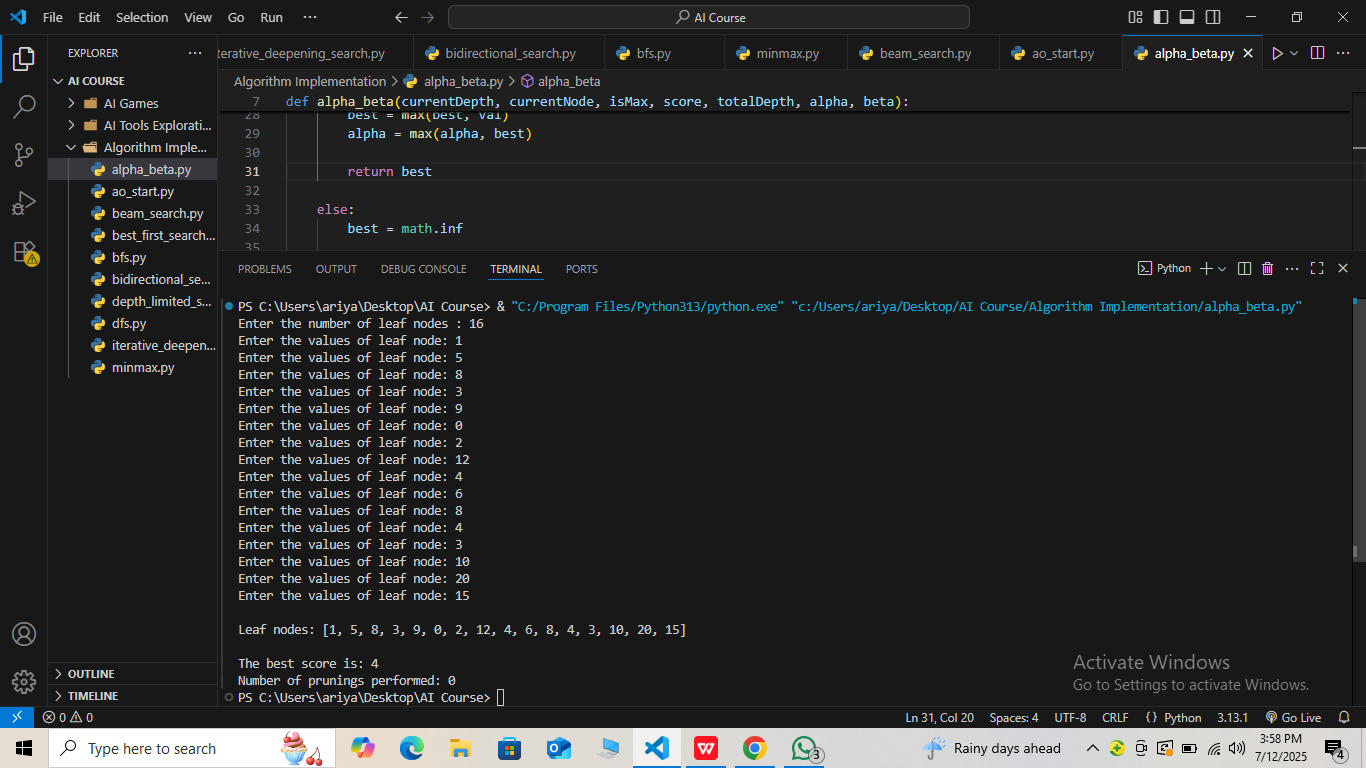 File Edit Selection View Go Run ··· AI Course
EXPLORER ···
AI COURSE
AI Games
AI Tools Explorati...
Algorithm Imple...
alpha_beta.py
ao_start.py
beam_search.py
best_first_search...
bfs.py
bidirectional_se...
depth_limited_s...
dfs.py
iterative_deepen...
minmax.py
OUTLINE
TIMELINE
terative_deepening_search.py bidirectional_search.py bfs.py minmax.py beam_search.py ao_start.py alpha_beta.py
Algorithm Implementation > alpha_beta.py > alpha_beta
7 def alpha_beta(currentDepth, currentNode, isMax, score, totalDepth, alpha, beta):
28 best = max(best, val)
29 alpha = max(alpha, best)
30
31 return best
32
33 else:
34 best = math.inf
35
PROBLEMS OUTPUT DEBUG CONSOLE TERMINAL PORTS Python
PS C:\Users\ariya\Desktop\AI Course> & "C:/Program Files/Python313/python.exe" "c:/Users/ariya/Desktop/AI Course/Algorithm Implementation/alpha_beta.py"
Enter the number of leaf nodes : 16
Enter the values of leaf node: 1
Enter the values of leaf node: 5
Enter the values of leaf node: 8
Enter the values of leaf node: 3
Enter the values of leaf node: 9
Enter the values of leaf node: 0
Enter the values of leaf node: 2
Enter the values of leaf node: 12
Enter the values of leaf node: 4
Enter the values of leaf node: 6
Enter the values of leaf node: 8
Enter the values of leaf node: 4
Enter the values of leaf node: 3
Enter the values of leaf node: 10
Enter the values of leaf node: 20
Enter the values of leaf node: 15
Leaf nodes: [1, 5, 8, 3, 9, 0, 2, 12, 4, 6, 8, 4, 3, 10, 20, 15]
The best score is: 4
Number of prunings performed: 0
PS C:\Users\ariya\Desktop\AI Course>
Activate Windows
Go to Settings to activate Windows.
0 0 Ln 31, Col 20 Spaces: 4 UTF-8 CRLF {} Python 3.13.1 Go Live
Type here to search 3 Rainy days ahead 3:58 PM 4
7/12/2025